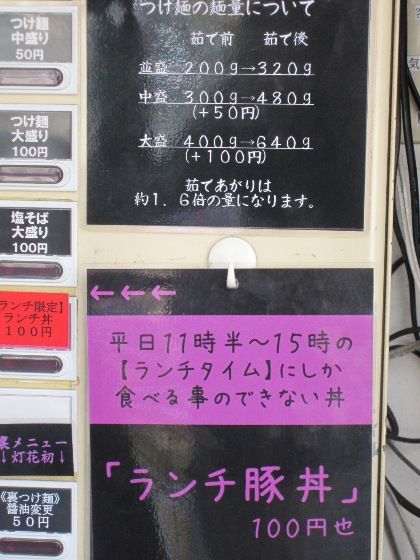 つけ麺
中盛り
50円
つけ麺
大盛り
100円
塩そば
大盛り
100円
ランチ限定】
ランチ丼
100円
裏メニュー
↓灯花初↓
《裏つけ麺》
醤油変更
50円
つけ麺の麺量について
茹で前 茹で後
並盛 200g→320g
中盛 300g→480g
(+50円)
大盛 400g→640g
(+100円)
茹であがりは
約1.6倍の量になります。
←←←
平日11時半～15時の
【ランチタイム】にしか
食べる事のできない丼
「ランチ豚丼」
100円也